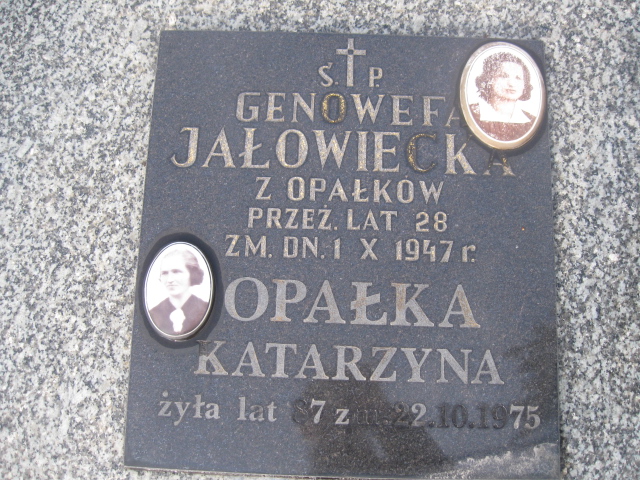 Ś. P.
GENOWEFA
JAŁOWIECKA
Z OPAŁKÓW
PRZEŻ. LAT 28
ZM. DN. 1 X 1947 r.
OPAŁKA
KATARZYNA
żyła lat 87 zm. 22.10.1975